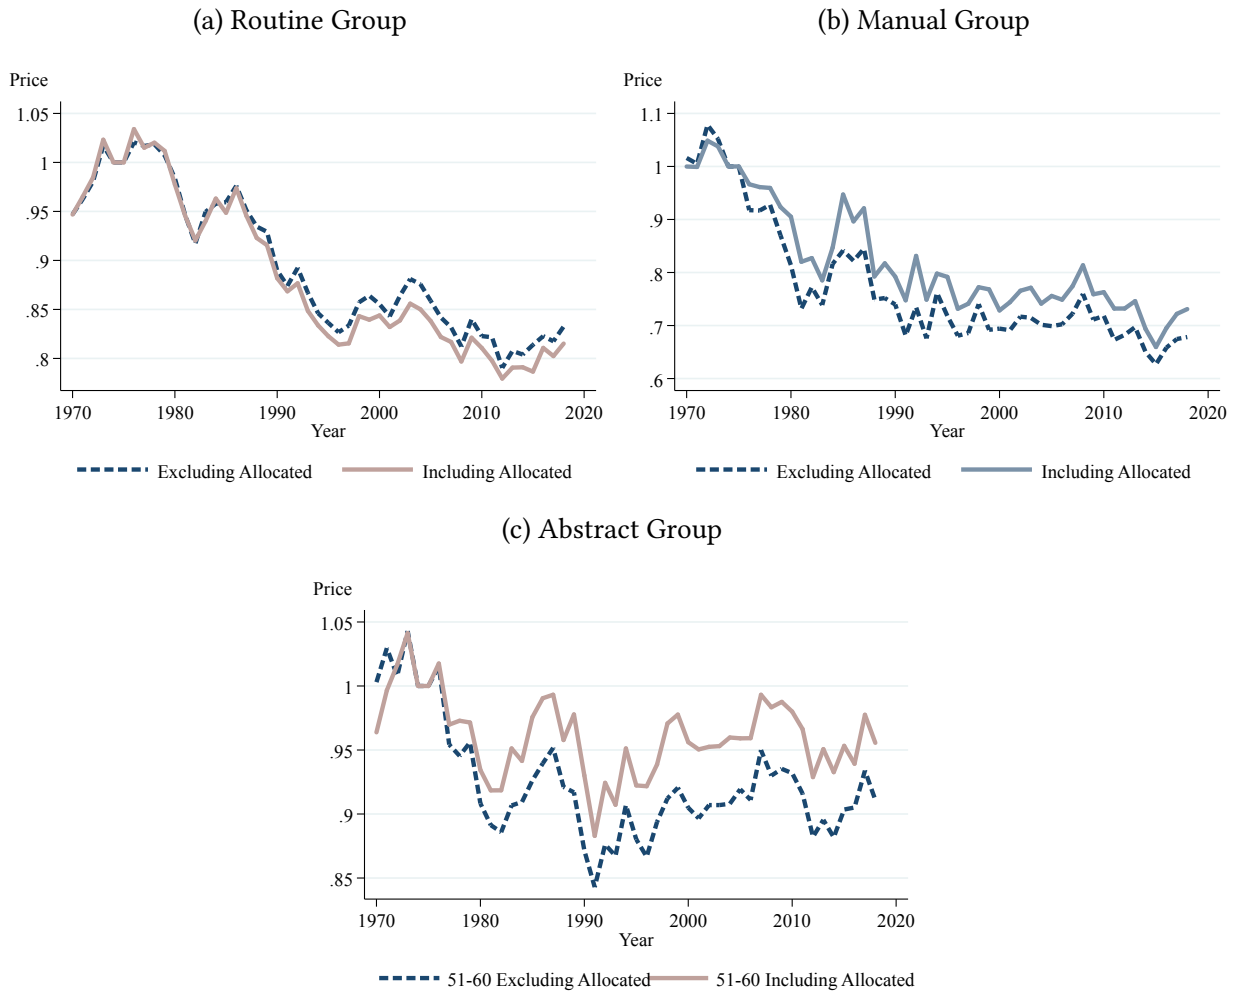 (a) Routine Group
Price
1.05
1
.95
.9
.85
.8
1970 1980 1990 2000 2010 2020
Year
Excluding Allocated Including Allocated
(b) Manual Group
Price
1.1
1
.9
.8
.7
.6
1970 1980 1990 2000 2010 2020
Year
Excluding Allocated Including Allocated
(c) Abstract Group
Price
1.05
1
.95
.9
.85
1970 1980 1990 2000 2010 2020
Year
51-60 Excluding Allocated 51-60 Including Allocated